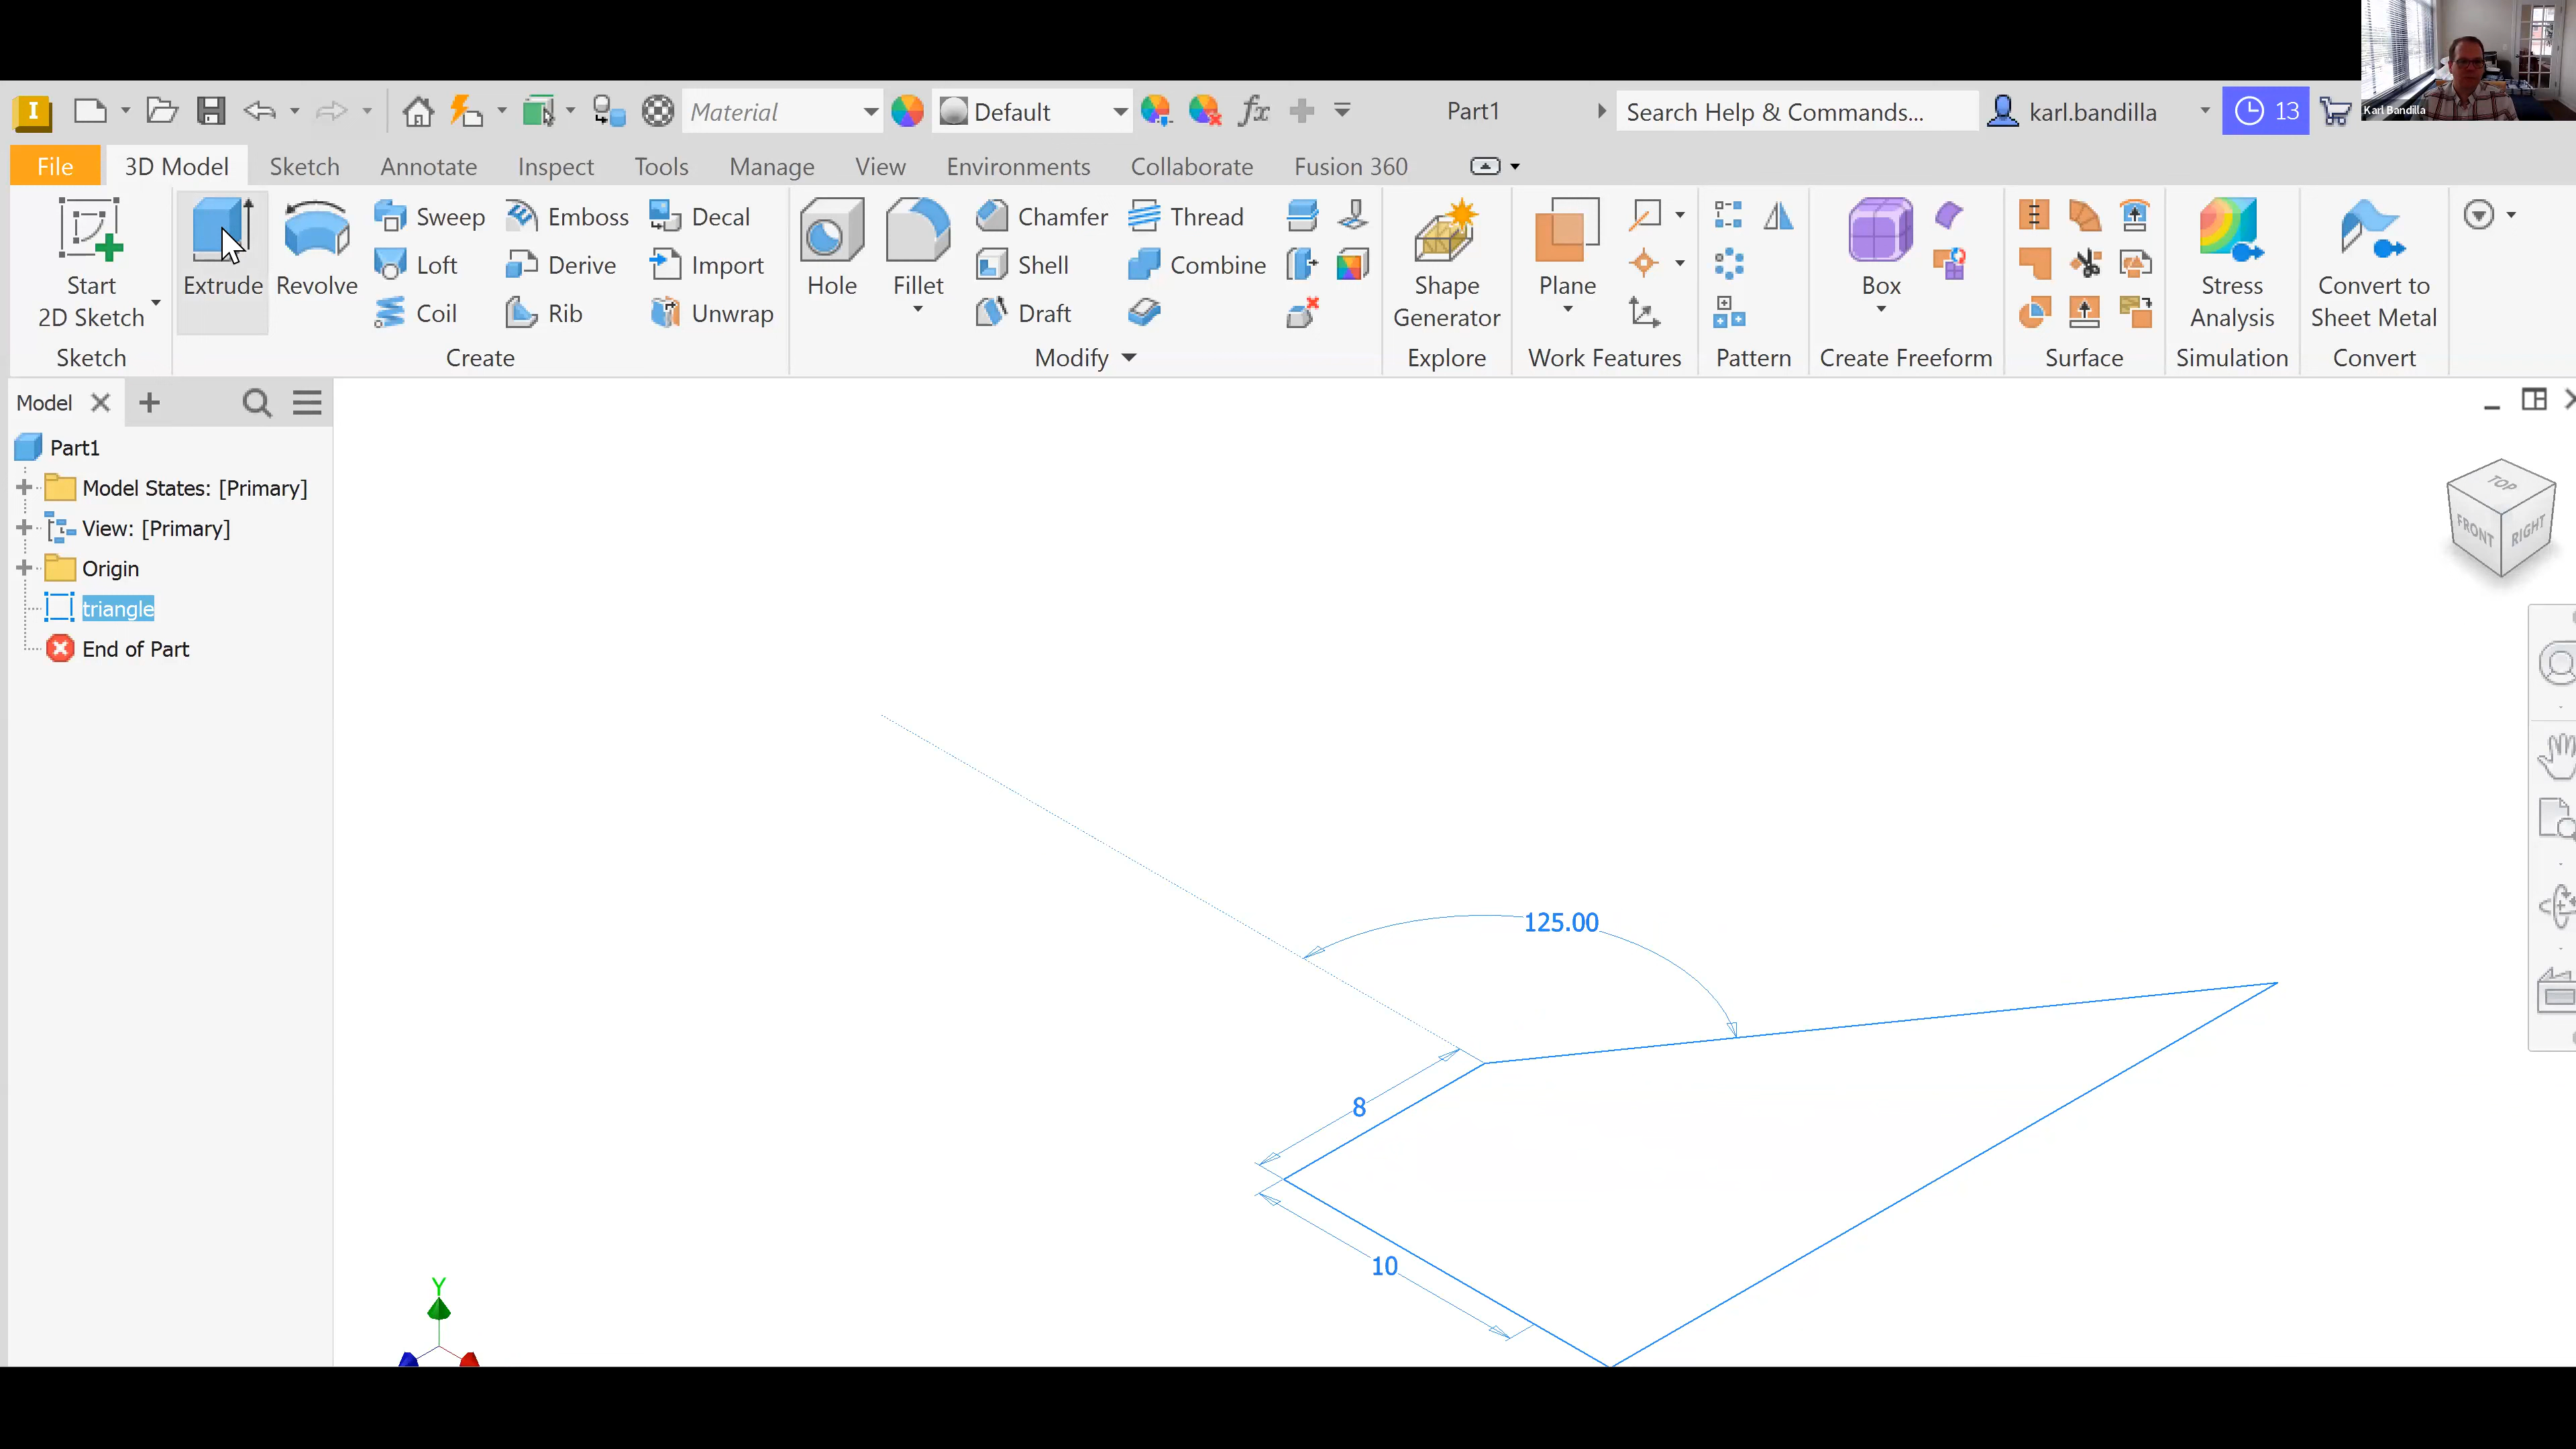 Karl Bandilla
I
Material
Default
fx
Part1
Search Help & Commands...
karl.bandilla
13
File
3D Model
Sketch
Annotate
Inspect
Tools
Manage
View
Environments
Collaborate
Fusion 360
Start
2D Sketch
Extrude
Revolve
Sweep
Loft
Coil
Emboss
Derive
Rib
Decal
Import
Unwrap
Hole
Fillet
Chamfer
Shell
Draft
Thread
Combine
Shape
Generator
Plane
Box
Stress
Analysis
Convert to
Sheet Metal
Sketch
Create
Modify
Explore
Work Features
Pattern
Create Freeform
Surface
Simulation
Convert
Model
Part1
Model States: [Primary]
View: [Primary]
Origin
triangle
End of Part
TOP
FRONT
RIGHT
125.00
8
10
Y